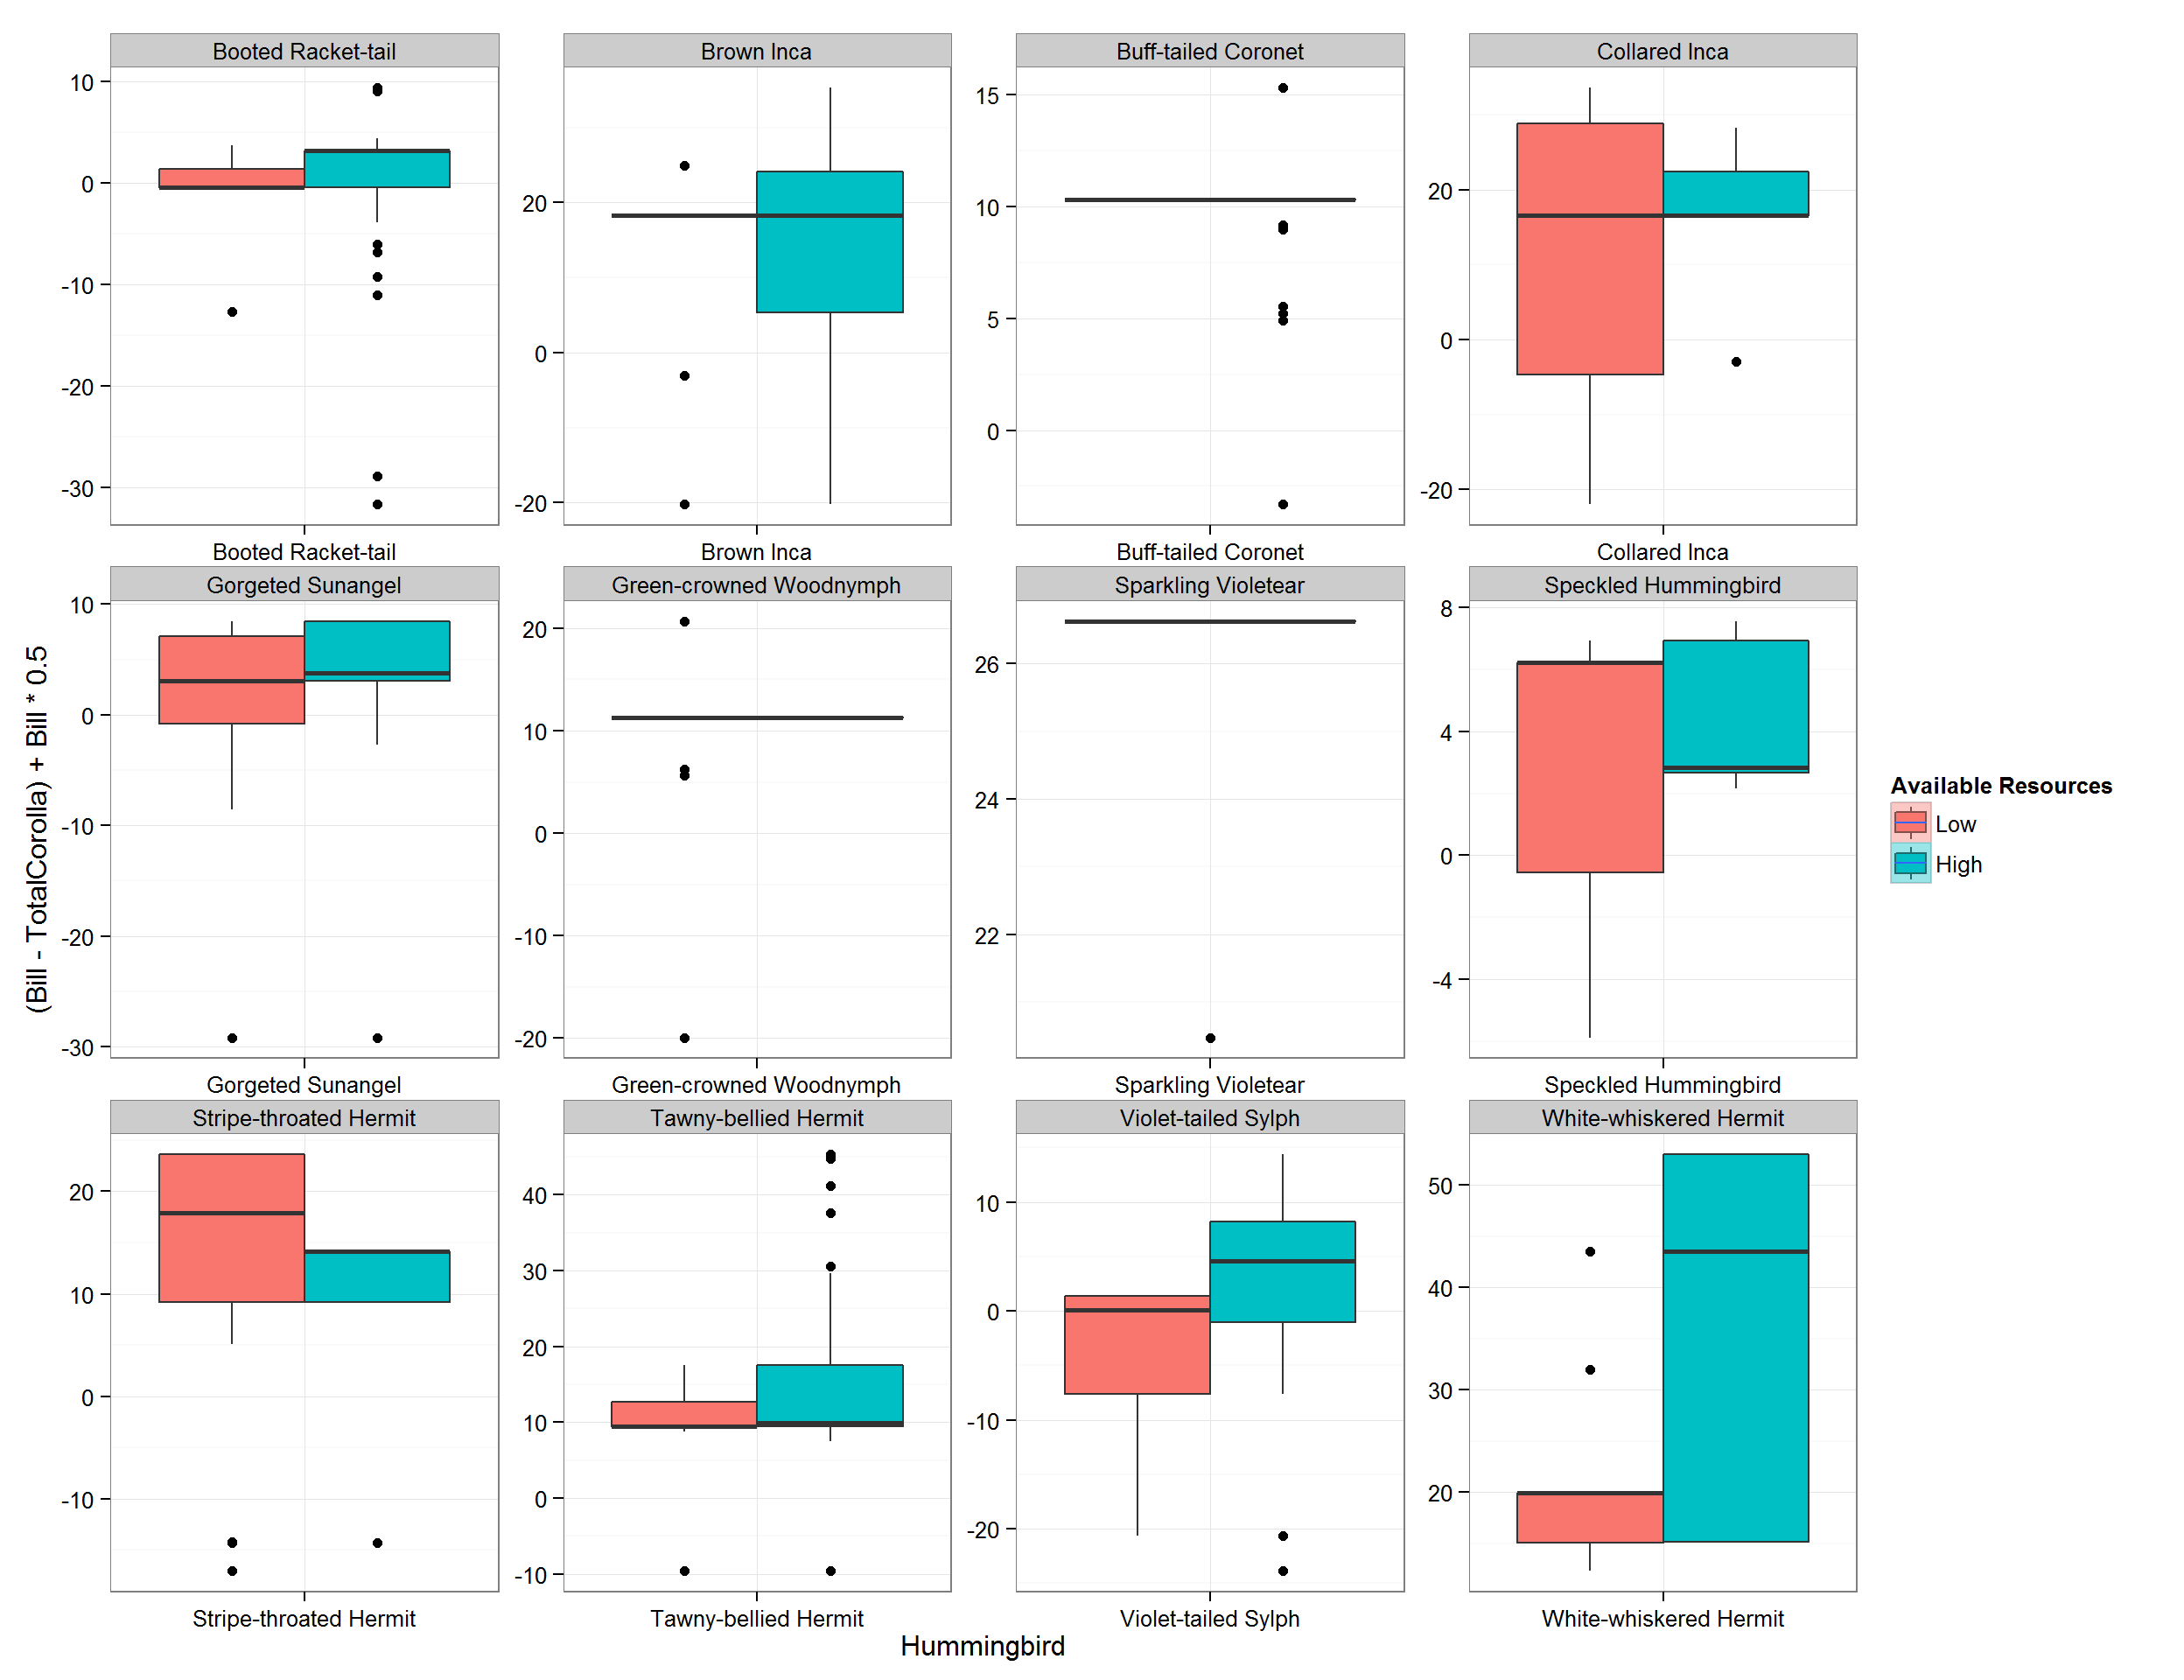 Booted Racket-tail
Brown Inca
Buff-tailed Coronet
Collared Inca
10
0
-10
-20
-30
20
0
-20
15
10
5
0
20
0
-20
Booted Racket-tail
Brown Inca
Buff-tailed Coronet
Collared Inca
Gorgeted Sunangel
Green-crowned Woodnymph
Sparkling Violetear
Speckled Hummingbird
10
0
-10
-20
-30
20
10
0
-10
-20
26
24
22
8
4
0
-4
Gorgeted Sunangel
Green-crowned Woodnymph
Sparkling Violetear
Speckled Hummingbird
Stripe-throated Hermit
Tawny-bellied Hermit
Violet-tailed Sylph
White-whiskered Hermit
20
10
0
-10
40
30
20
10
0
-10
10
0
-10
-20
50
40
30
20
Stripe-throated Hermit
Tawny-bellied Hermit
Violet-tailed Sylph
White-whiskered Hermit
Hummingbird
(Bill - TotalCorolla) + Bill * 0.5
Available Resources
Low
High